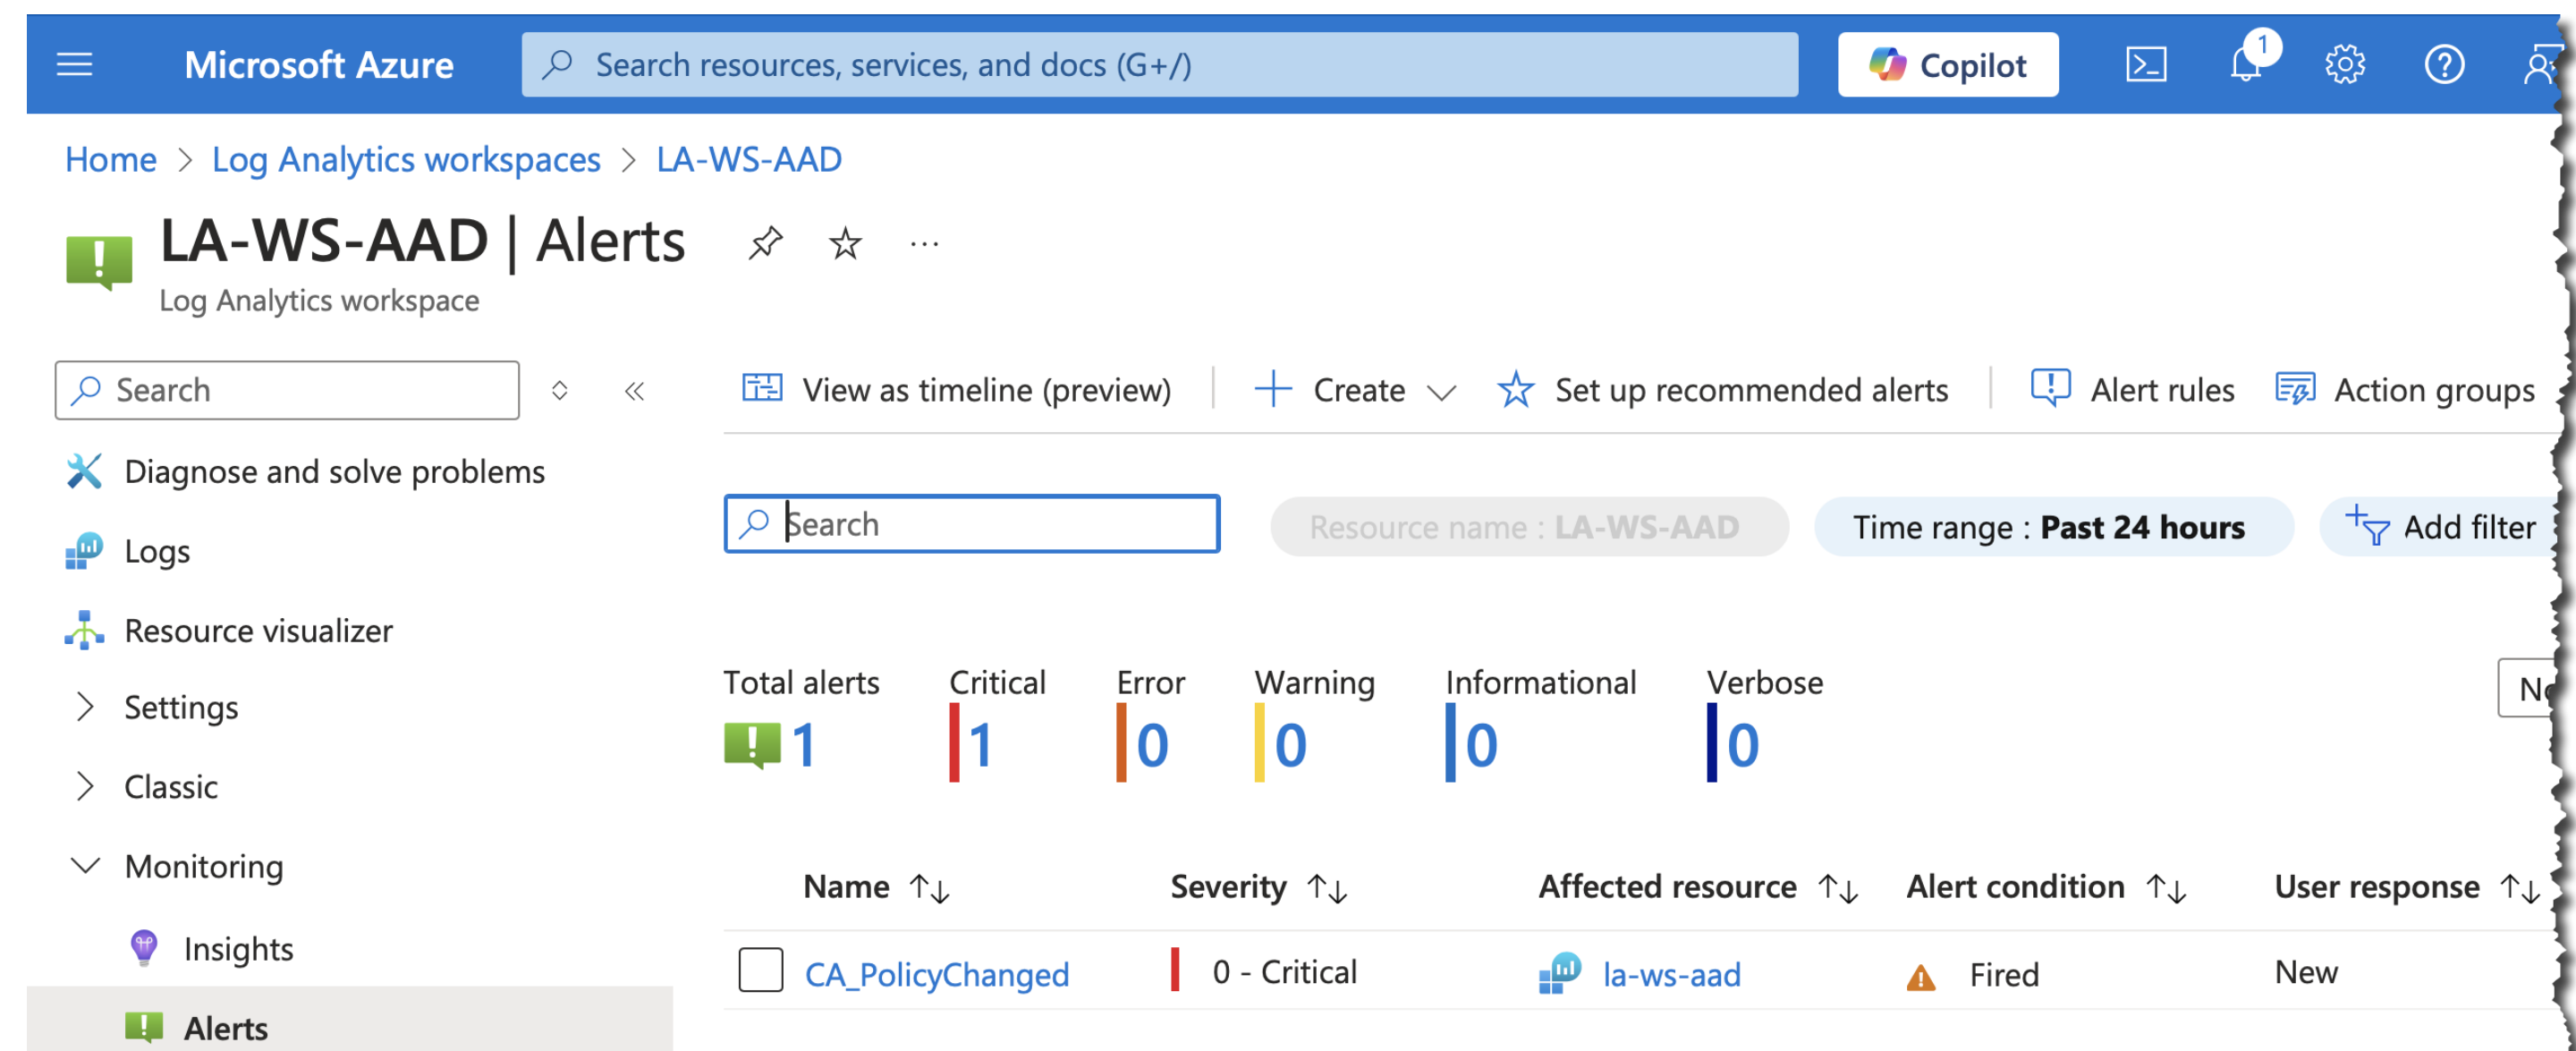 Microsoft Azure
Search resources, services, and docs (G+/)
Copilot
1
Home > Log Analytics workspaces > LA-WS-AAD
LA-WS-AAD | Alerts
Log Analytics workspace
Search
View as timeline (preview)
Create
Set up recommended alerts
Alert rules
Action groups
Diagnose and solve problems
Logs
Resource visualizer
Settings
Classic
Monitoring
Insights
Alerts
Search
Resource name : LA-WS-AAD
Time range : Past 24 hours
Add filter
Total alerts
Critical
Error
Warning
Informational
Verbose
1
1
0
0
0
0
Name
Severity
Affected resource
Alert condition
User response
CA_PolicyChanged
0 - Critical
la-ws-aad
Fired
New